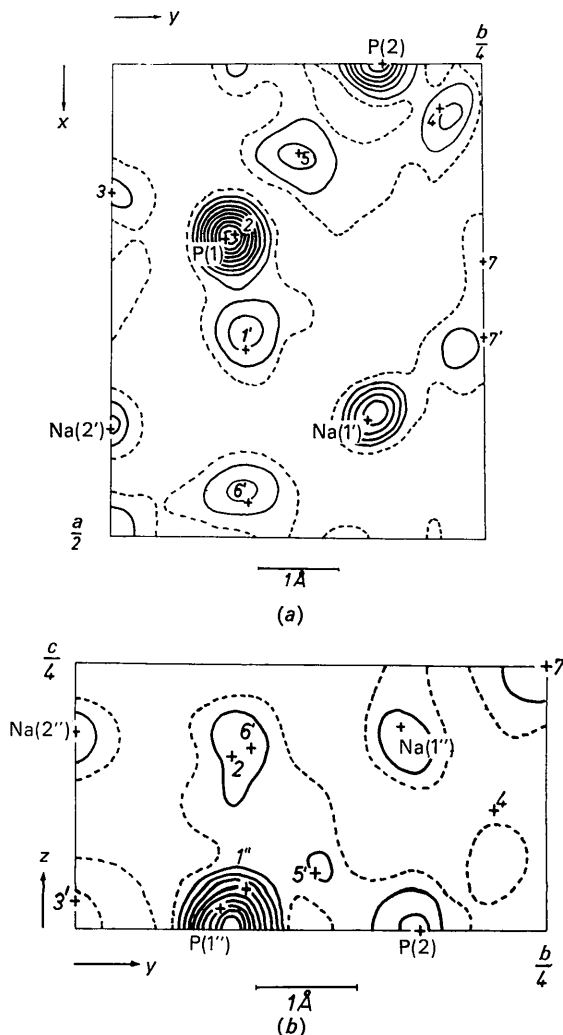 y
b/4
P(2)
x
4
5
3
2
P(1)
7
1'
7'
Na(2')
Na(1')
6'
a/2
1Å
(a)
c/4
7
Na(2")
6'
Na(1")
2
4
z
1"
5'
3'
P(1")
P(2)
y
b/4
1Å
(b)